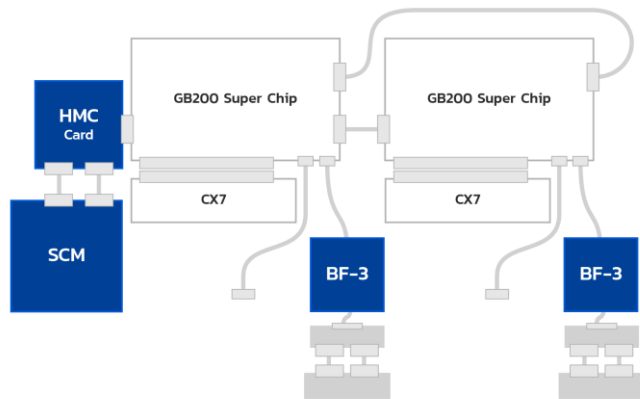 GB200 Super Chip
GB200 Super Chip
HMC
Card
CX7
CX7
SCM
BF-3
BF-3